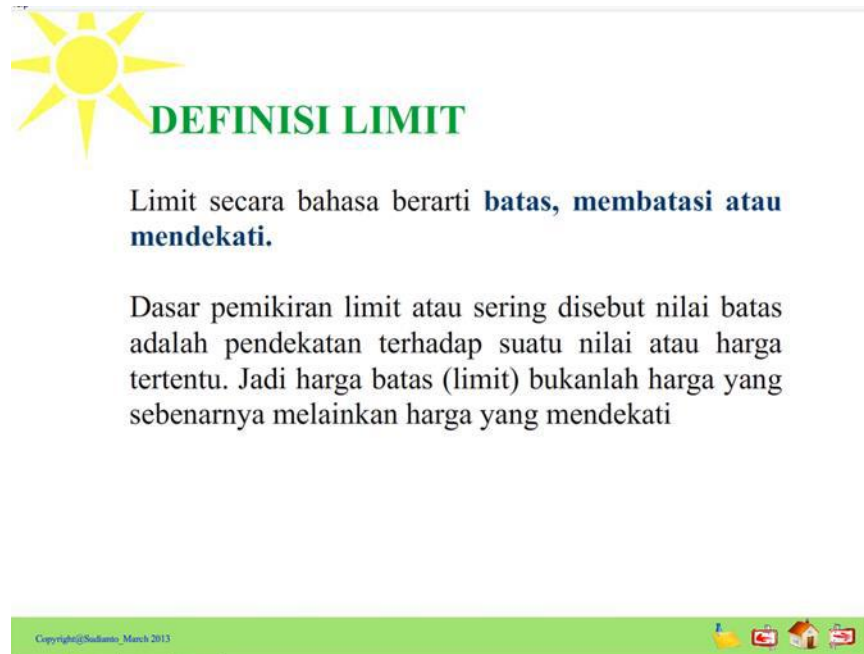 DEFINISI LIMIT
Limit secara bahasa berarti batas, membatasi atau
mendekati.
Dasar pemikiran limit atau sering disebut nilai batas
adalah pendekatan terhadap suatu nilai atau harga
tertentu. Jadi harga batas (limit) bukanlah harga yang
sebenarnya melainkan harga yang mendekati
Copyright@Sudianto_March 2013